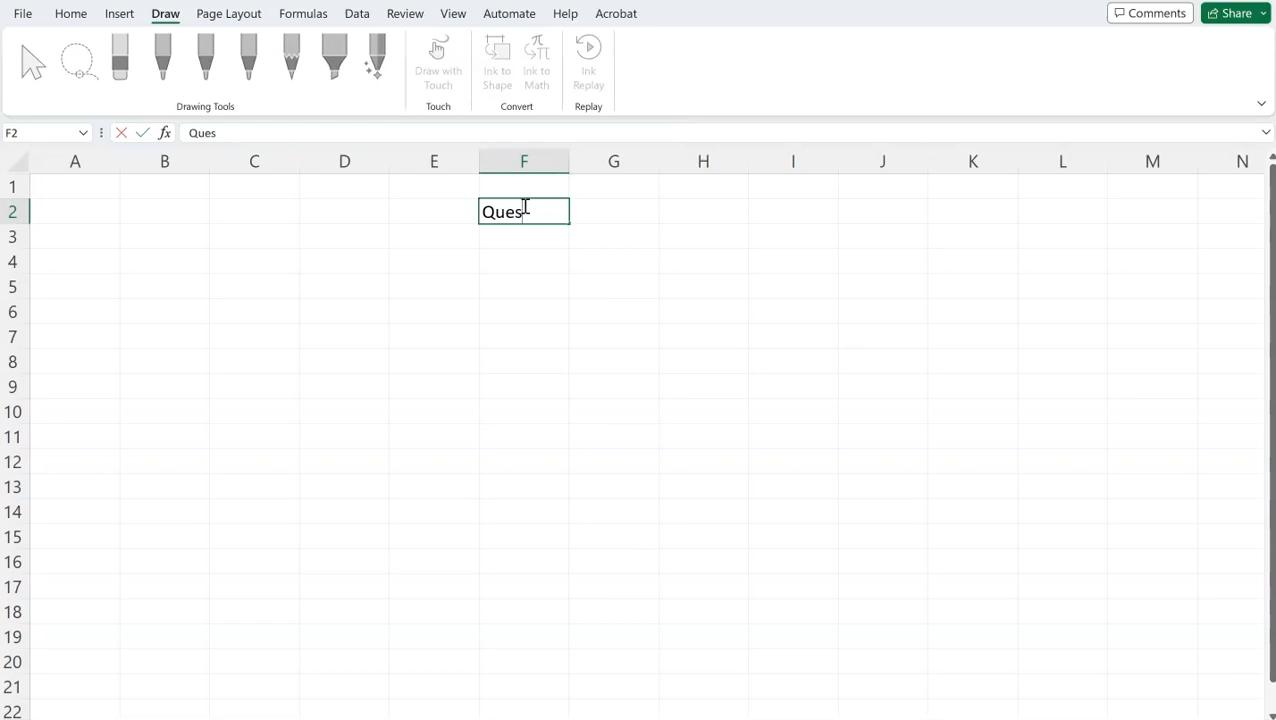 File Home Insert Draw Page Layout Formulas Data Review View Automate Help Acrobat Comments Share
Draw with Touch
Ink to Shape
Ink to Math
Ink Replay
Drawing Tools Touch Convert Replay
F2 fx Ques
A B C D E F G H I J K L M N
1
2 Ques
3
4
5
6
7
8
9
10
11
12
13
14
15
16
17
18
19
20
21
22